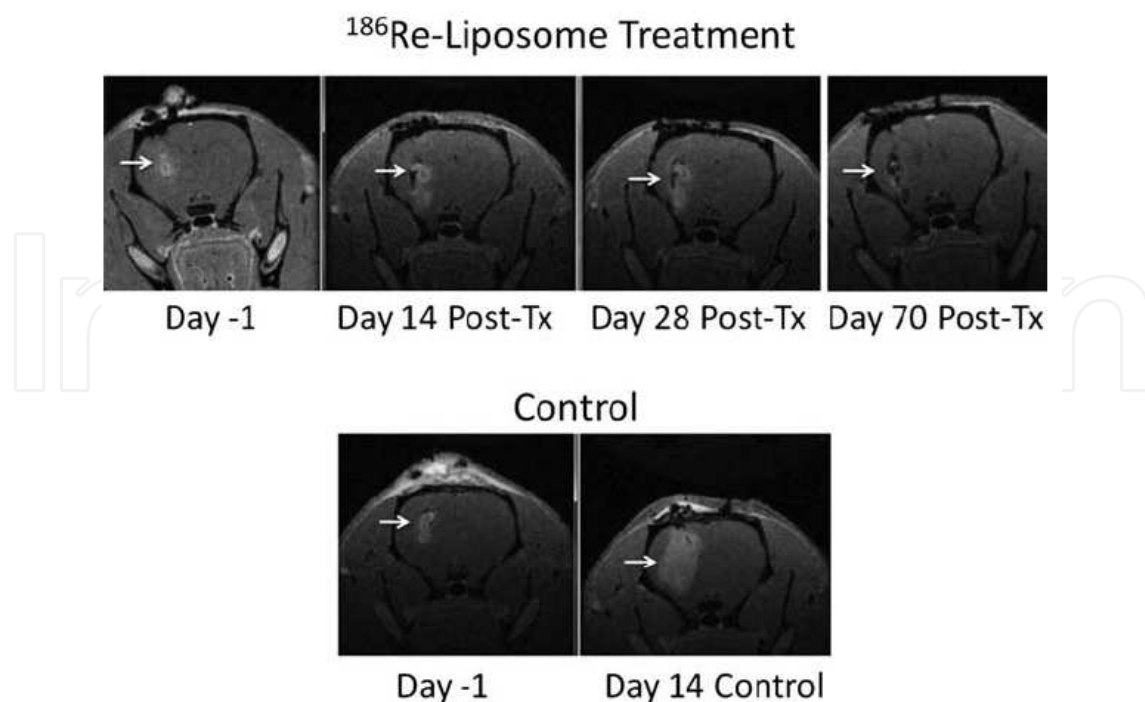 ¹⁸⁶Re-Liposome Treatment
Day -1 Day 14 Post-Tx Day 28 Post-Tx Day 70 Post-Tx
Control
Day -1 Day 14 Control